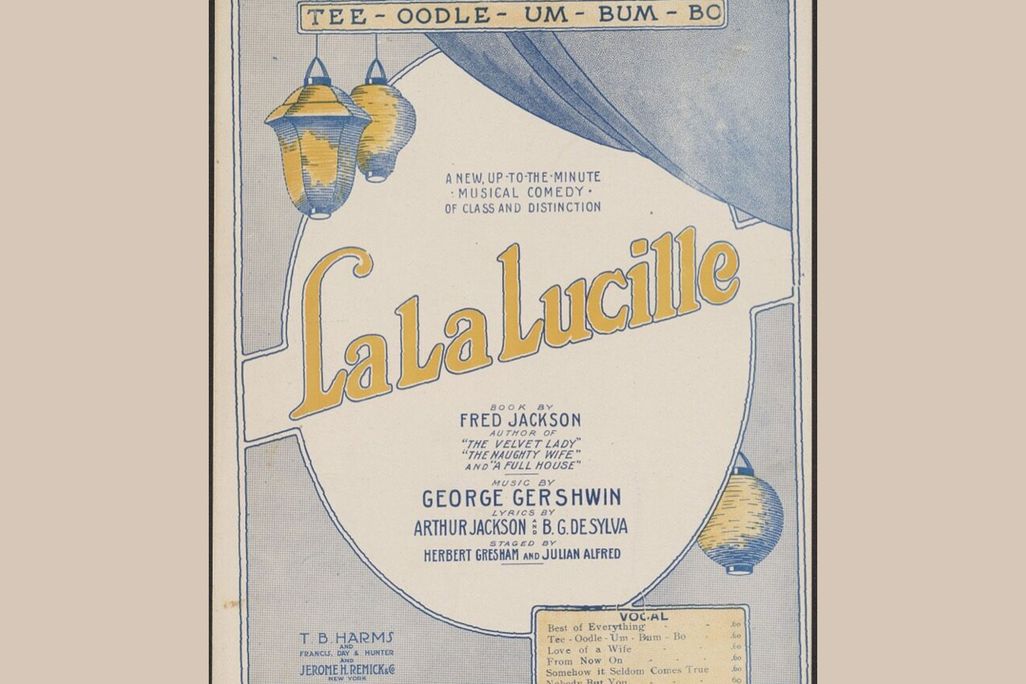 TEE - OODLE - UM - BUM - BO
A NEW, UP-TO-THE-MINUTE
· MUSICAL COMEDY ·
OF CLASS AND DISTINCTION
La La Lucille
BOOK BY
FRED JACKSON
AUTHOR OF
"THE VELVET LADY"
"THE NAUGHTY WIFE"
AND "A FULL HOUSE"
MUSIC BY
GEORGE GERSHWIN
LYRICS BY
ARTHUR JACKSON AND B. G. DE SYLVA
STAGED BY
HERBERT GRESHAM AND JULIAN ALFRED
T. B. HARMS
AND
FRANCIS, DAY & HUNTER
AND
JEROME H. REMICK & Co
NEW YORK
VOCAL
Best of Everything - - .60
Tee - Oodle - Um - Bum - Bo - .60
Love of a Wife - - - .60
From Now On - - - - .60
Somehow it Seldom Comes True .60
Nobody But You - - - 60